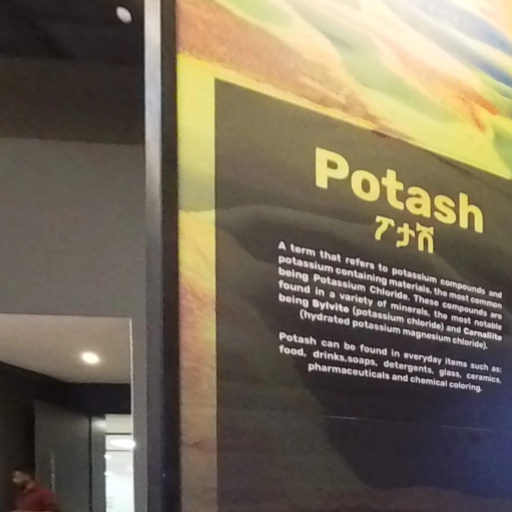 Potash
ፖታሽ
A term that refers to potassium compounds and
potassium containing materials, the most common
being Potassium Chloride. These compounds are
found in a variety of minerals, the most notable
being Sylvite (potassium chloride) and Carnallite
(hydrated potassium magnesium chloride).
Potash can be found in everyday items such as:
food, drinks,soaps, detergents, glass, ceramics,
pharmaceuticals and chemical coloring.